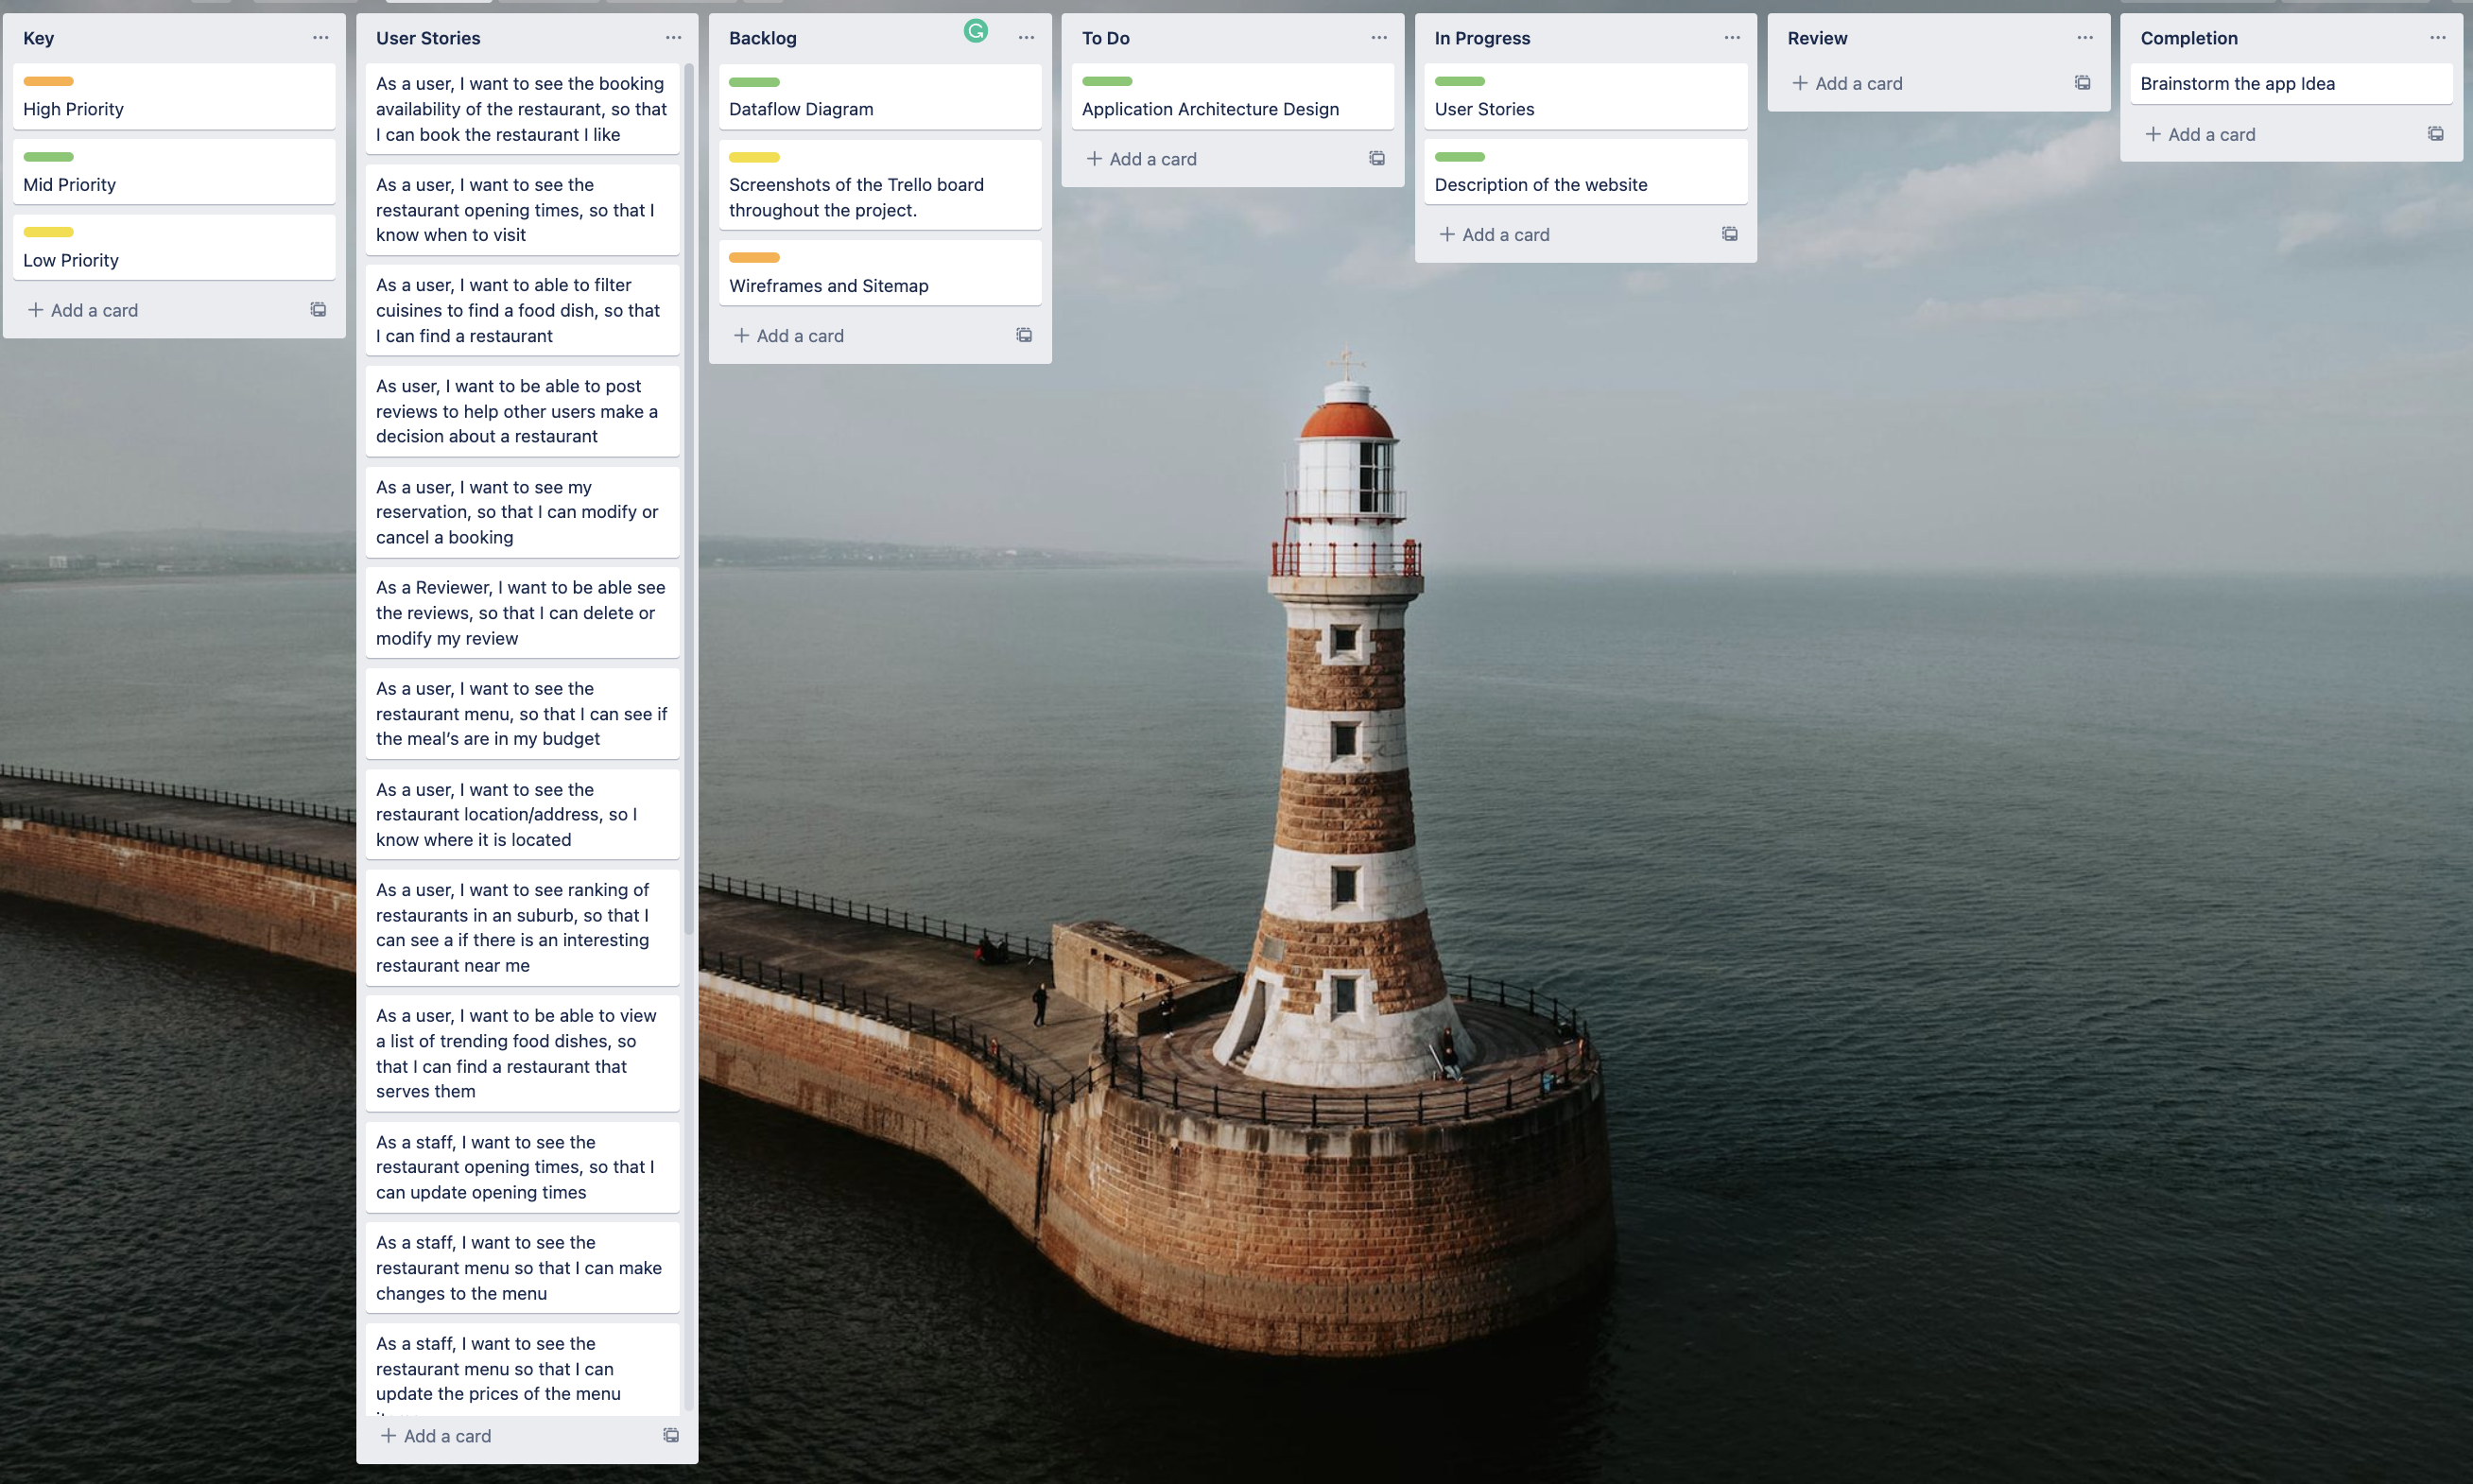 Key
High Priority
Mid Priority
Low Priority
Add a card
User Stories
As a user, I want to see the booking
availability of the restaurant, so that
I can book the restaurant I like
As a user, I want to see the
restaurant opening times, so that I
know when to visit
As a user, I want to able to filter
cuisines to find a food dish, so that
I can find a restaurant
As user, I want to be able to post
reviews to help other users make a
decision about a restaurant
As a user, I want to see my
reservation, so that I can modify or
cancel a booking
As a Reviewer, I want to be able see
the reviews, so that I can delete or
modify my review
As a user, I want to see the
restaurant menu, so that I can see if
the meal's are in my budget
As a user, I want to see the
restaurant location/address, so I
know where it is located
As a user, I want to see ranking of
restaurants in an suburb, so that I
can see a if there is an interesting
restaurant near me
As a user, I want to be able to view
a list of trending food dishes, so
that I can find a restaurant that
serves them
As a staff, I want to see the
restaurant opening times, so that I
can update opening times
As a staff, I want to see the
restaurant menu so that I can make
changes to the menu
As a staff, I want to see the
restaurant menu so that I can
update the prices of the menu
Add a card
Backlog
Dataflow Diagram
Screenshots of the Trello board
throughout the project.
Wireframes and Sitemap
Add a card
To Do
Application Architecture Design
Add a card
In Progress
User Stories
Description of the website
Add a card
Review
Add a card
Completion
Brainstorm the app Idea
Add a card